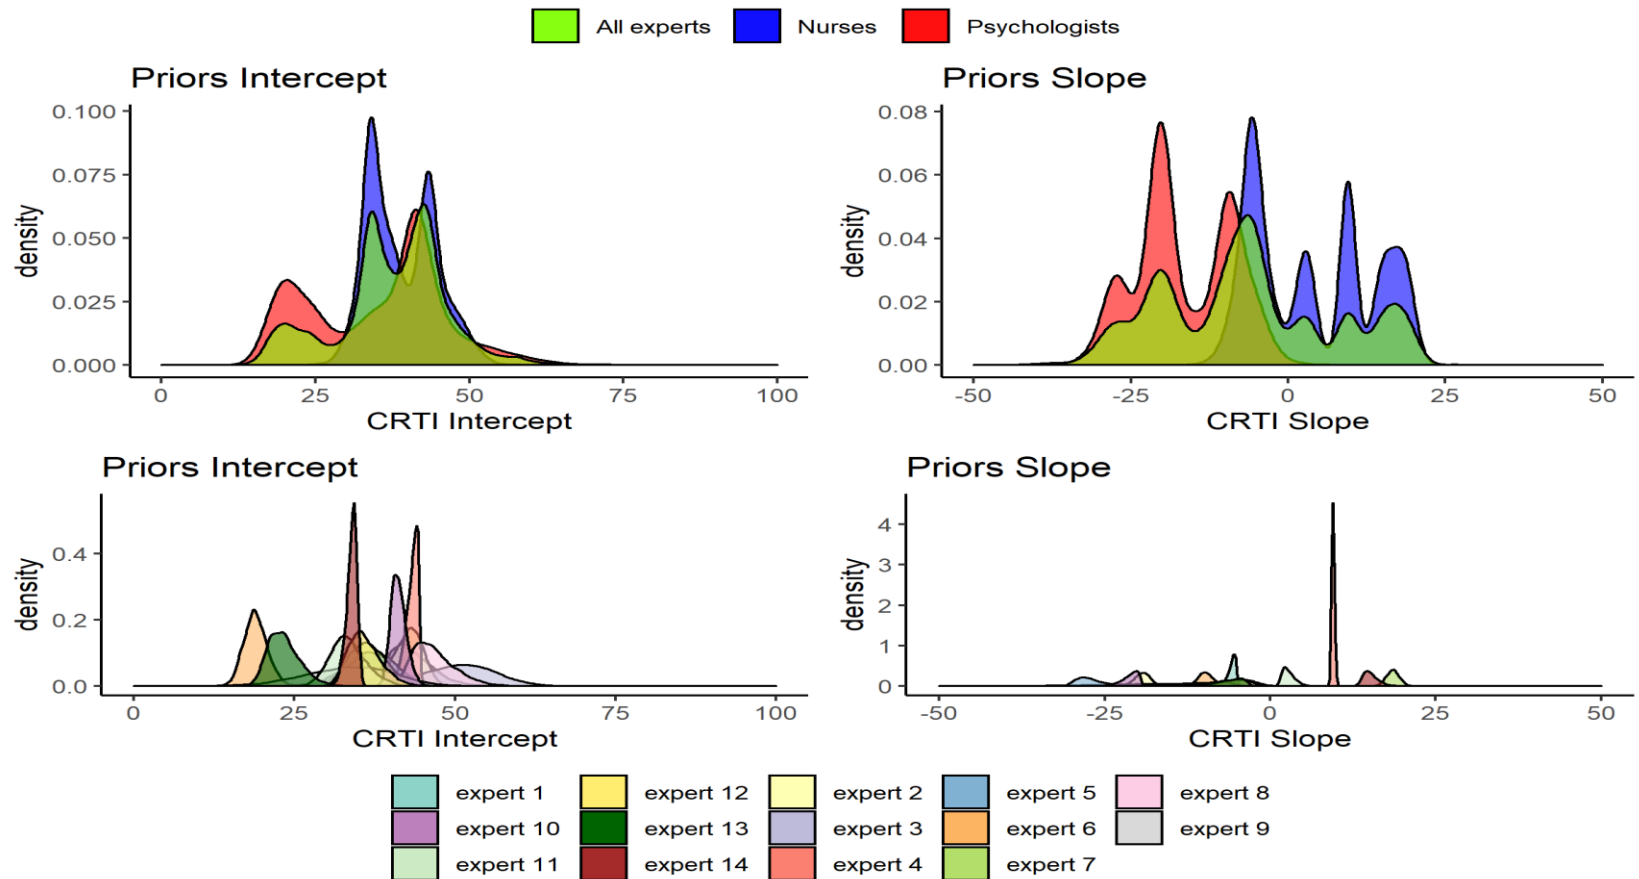 All experts Nurses Psychologists
Priors Intercept
Priors Slope
0.100
0.075
0.050
0.025
0.000
density
0 25 50 75 100
CRTI Intercept
0.08
0.06
0.04
0.02
0.00
density
-50 -25 0 25 50
CRTI Slope
Priors Intercept
Priors Slope
0.4
0.2
0.0
density
0 25 50 75 100
CRTI Intercept
4
3
2
1
0
density
-50 -25 0 25 50
CRTI Slope
expert 1 expert 12 expert 2 expert 5 expert 8
expert 10 expert 13 expert 3 expert 6 expert 9
expert 11 expert 14 expert 4 expert 7